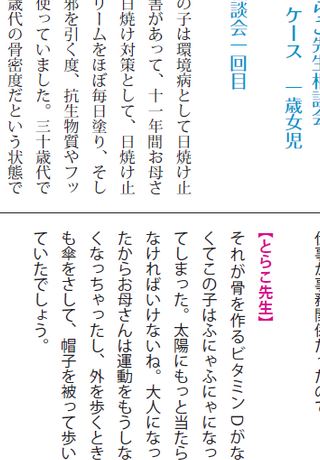 ケース　一歳女児
談会一回目
の子は環境病として日焼け止
害があって、十一年間お母さ
日焼け対策として、日焼け止
リームをほぼ毎日塗り、そし
邪を引く度、抗生物質やフッ
使っていました。三十歳代で
歳代の骨密度だという状態で
【とらこ先生】
それが骨を作るビタミンDがな
くてこの子はふにゃふにゃになっ
てしまった。太陽にもっと当たら
なければいけないね。大人になっ
たからお母さんは運動をもうしな
くなっちゃったし、外を歩くとき
も傘をさして、帽子を被って歩い
ていたでしょう。